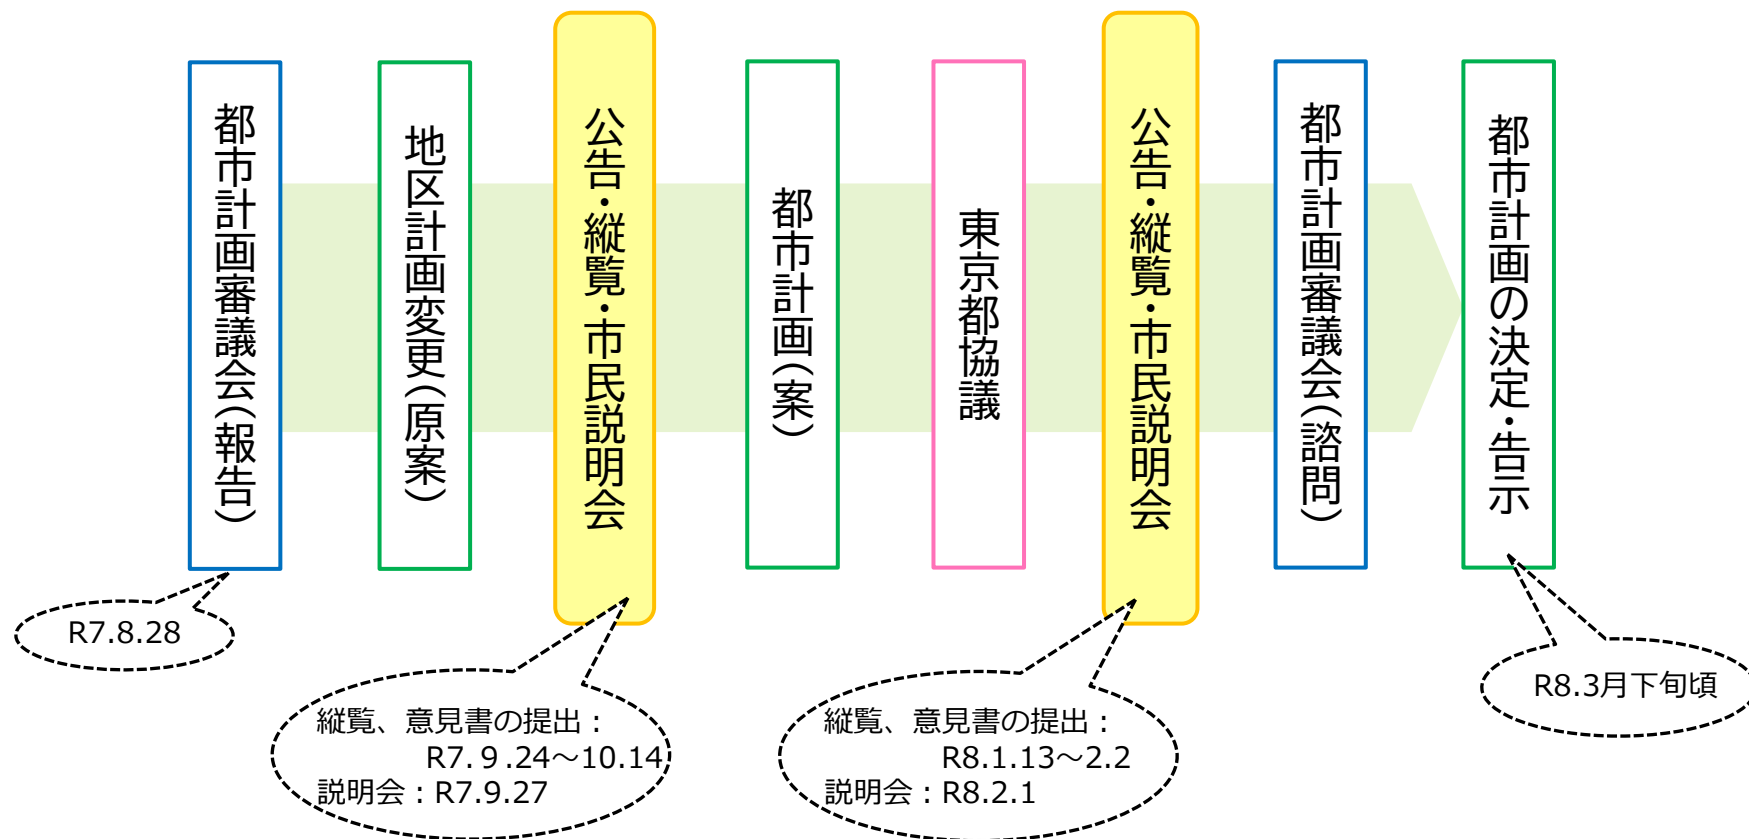 都市計画審議会(報告)
地区計画変更(原案)
公告・縦覧・市民説明会
都市計画(案)
東京都協議
公告・縦覧・市民説明会
都市計画審議会(諮問)
都市計画の決定・告示
R7.8.28
縦覧、意見書の提出：
R7.９.24～10.14
説明会：R7.9.27
縦覧、意見書の提出：
R8.1.13～2.2
説明会：R8.2.1
R8.3月下旬頃